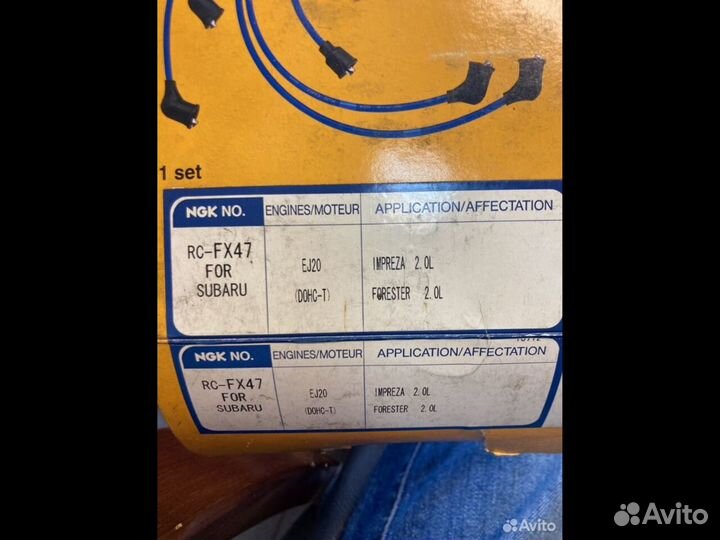 1 set
NGK NO. ENGINES/MOTEUR APPLICATION/AFFECTATION
RC-FX47
FOR
SUBARU
EJ20
(DOHC-T)
IMPREZA 2.0L
FORESTER 2.0L
NGK NO. ENGINES/MOTEUR APPLICATION/AFFECTATION
RC-FX47
FOR
SUBARU
EJ20
(DOHC-T)
IMPREZA 2.0L
FORESTER 2.0L
Avito
Avito